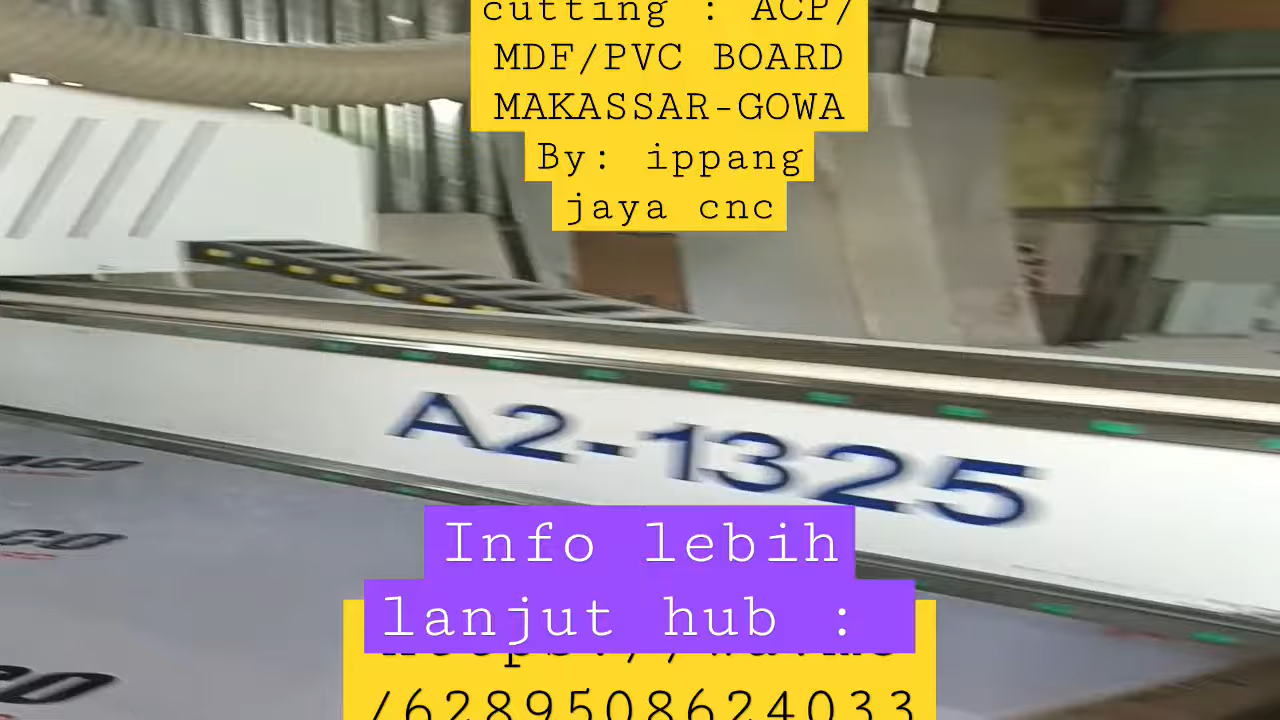 cutting : ACP/
MDF/PVC BOARD
MAKASSAR-GOWA
By: ippang
jaya cnc
A2-1325
Info lebih
lanjut hub :
/6289508624033